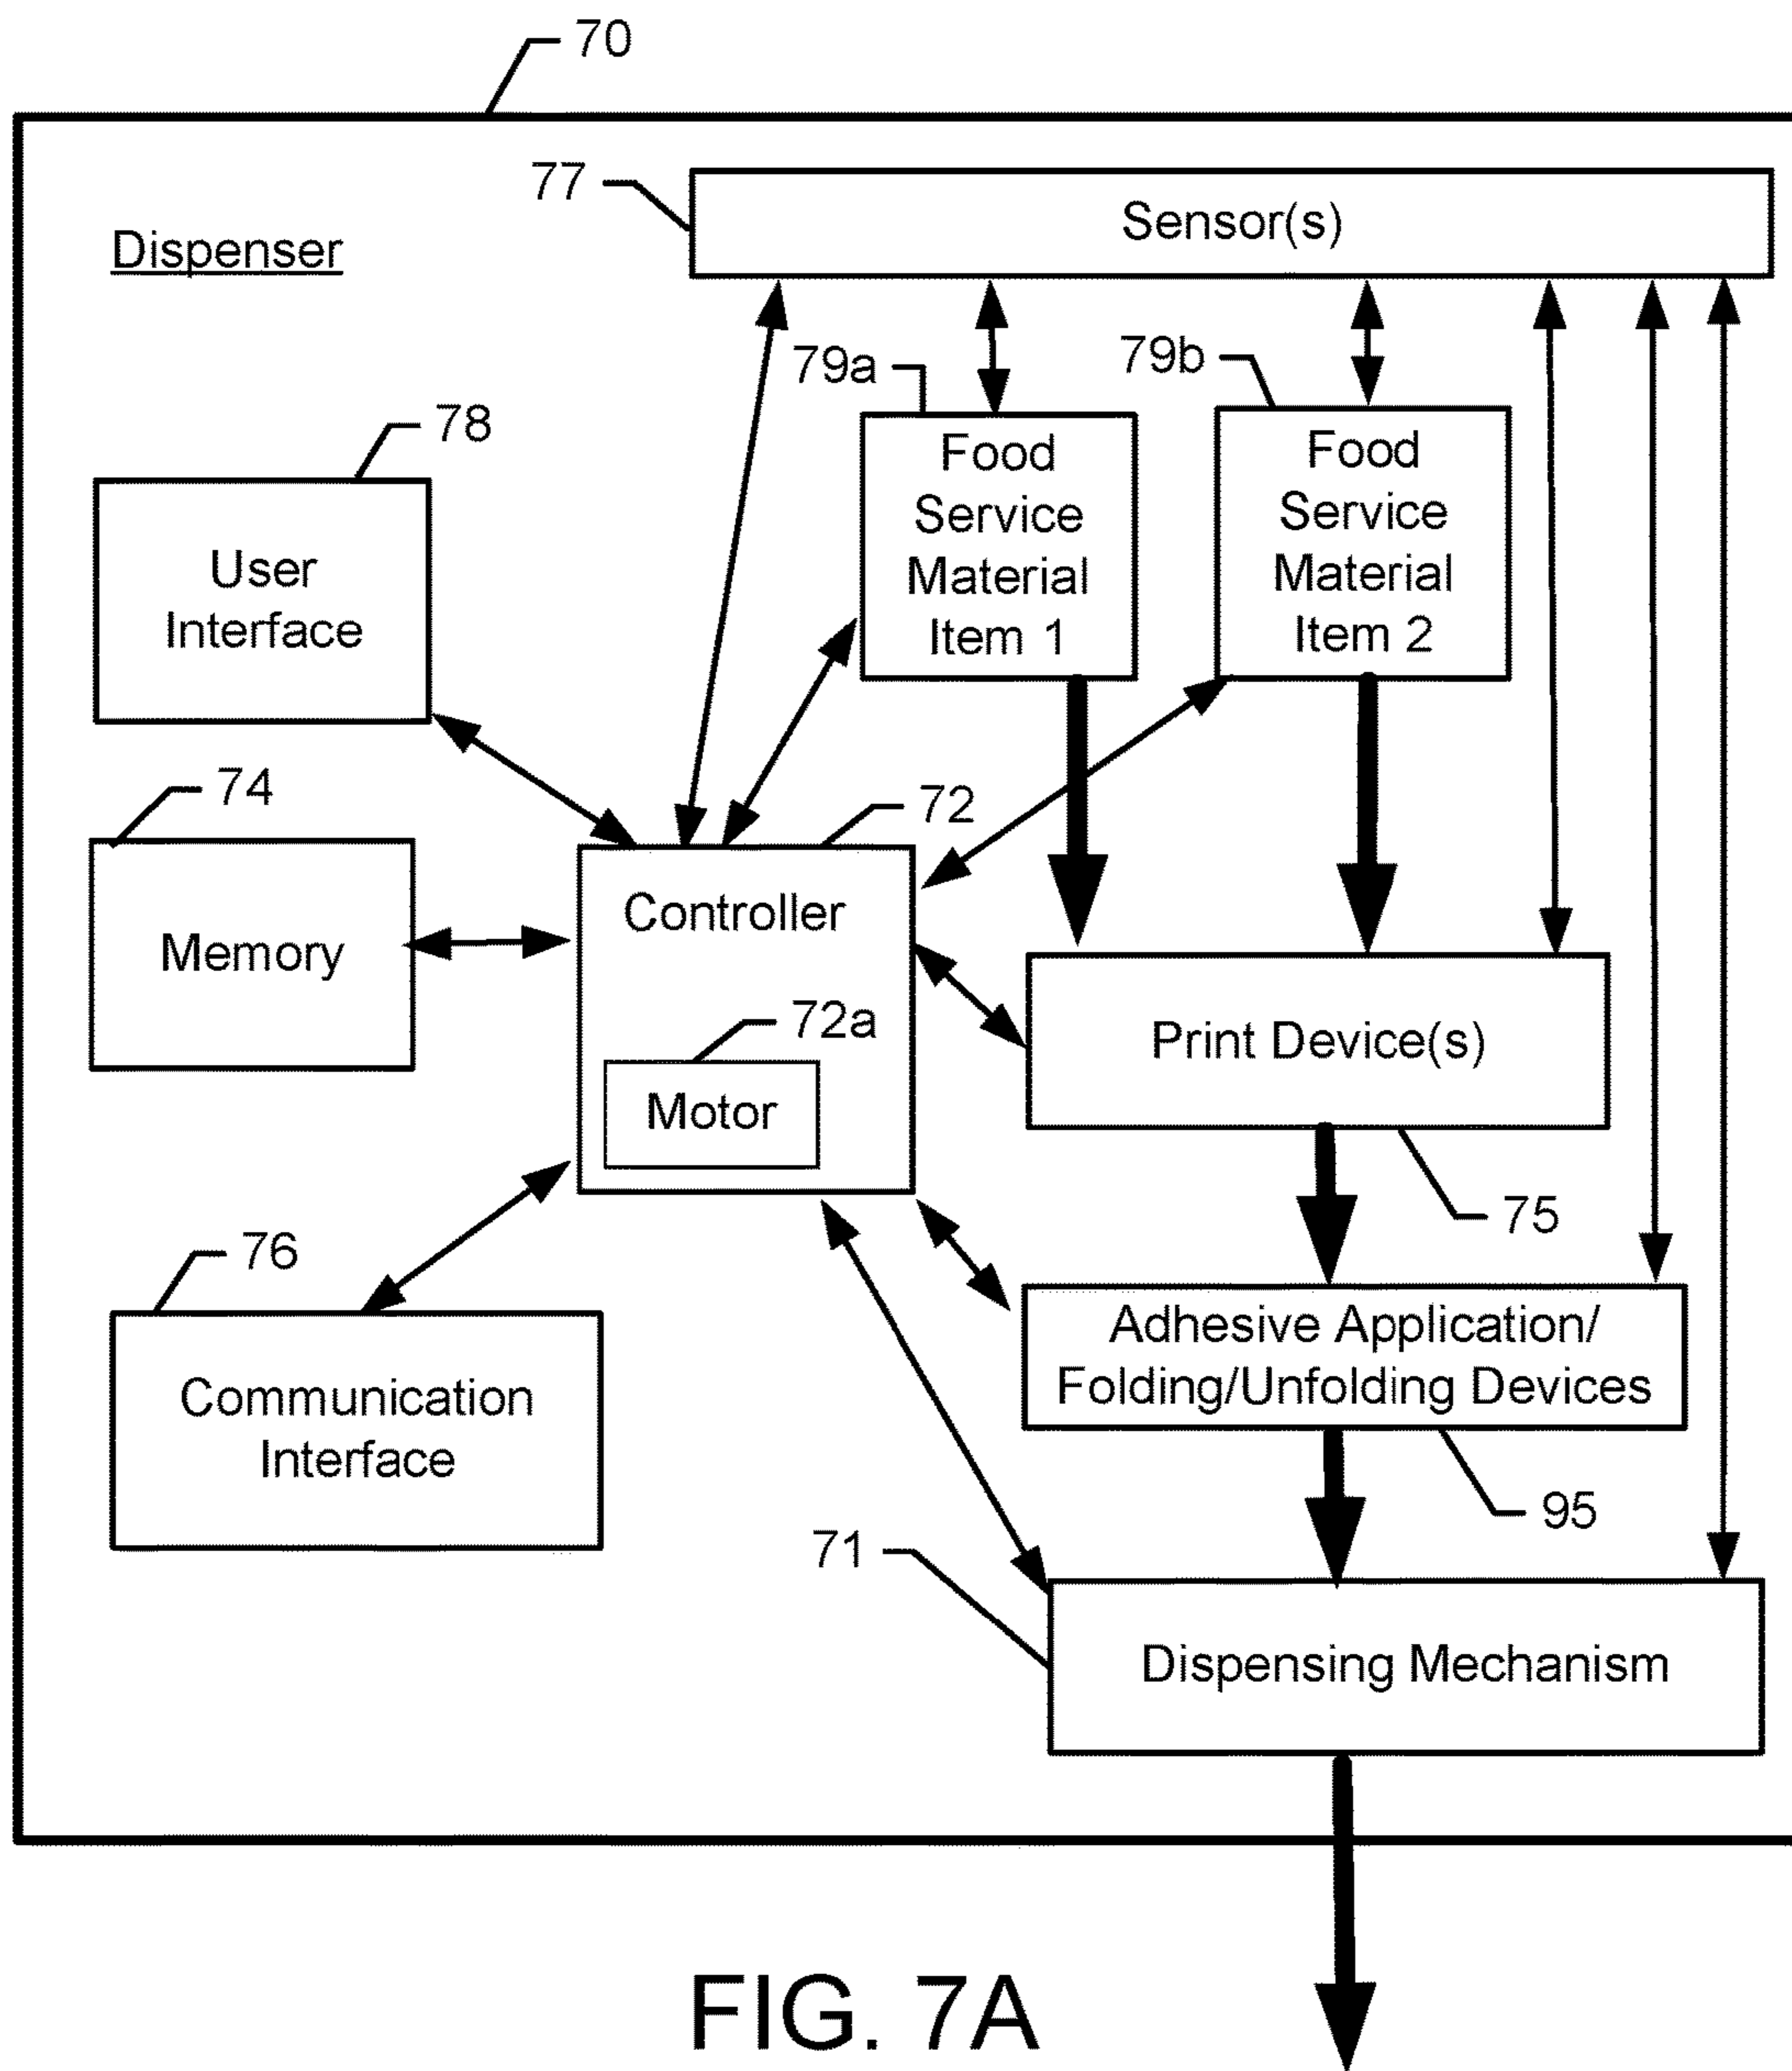 70
77
Sensor(s)
Dispenser
79a
79b
78
Food
Service
Material
Item 1
Food
Service
Material
Item 2
User
Interface
74
72
Memory
Controller
72a
Motor
Print Device(s)
75
76
Communication
Interface
Adhesive Application/
Folding/Unfolding Devices
95
71
Dispensing Mechanism
FIG. 7A